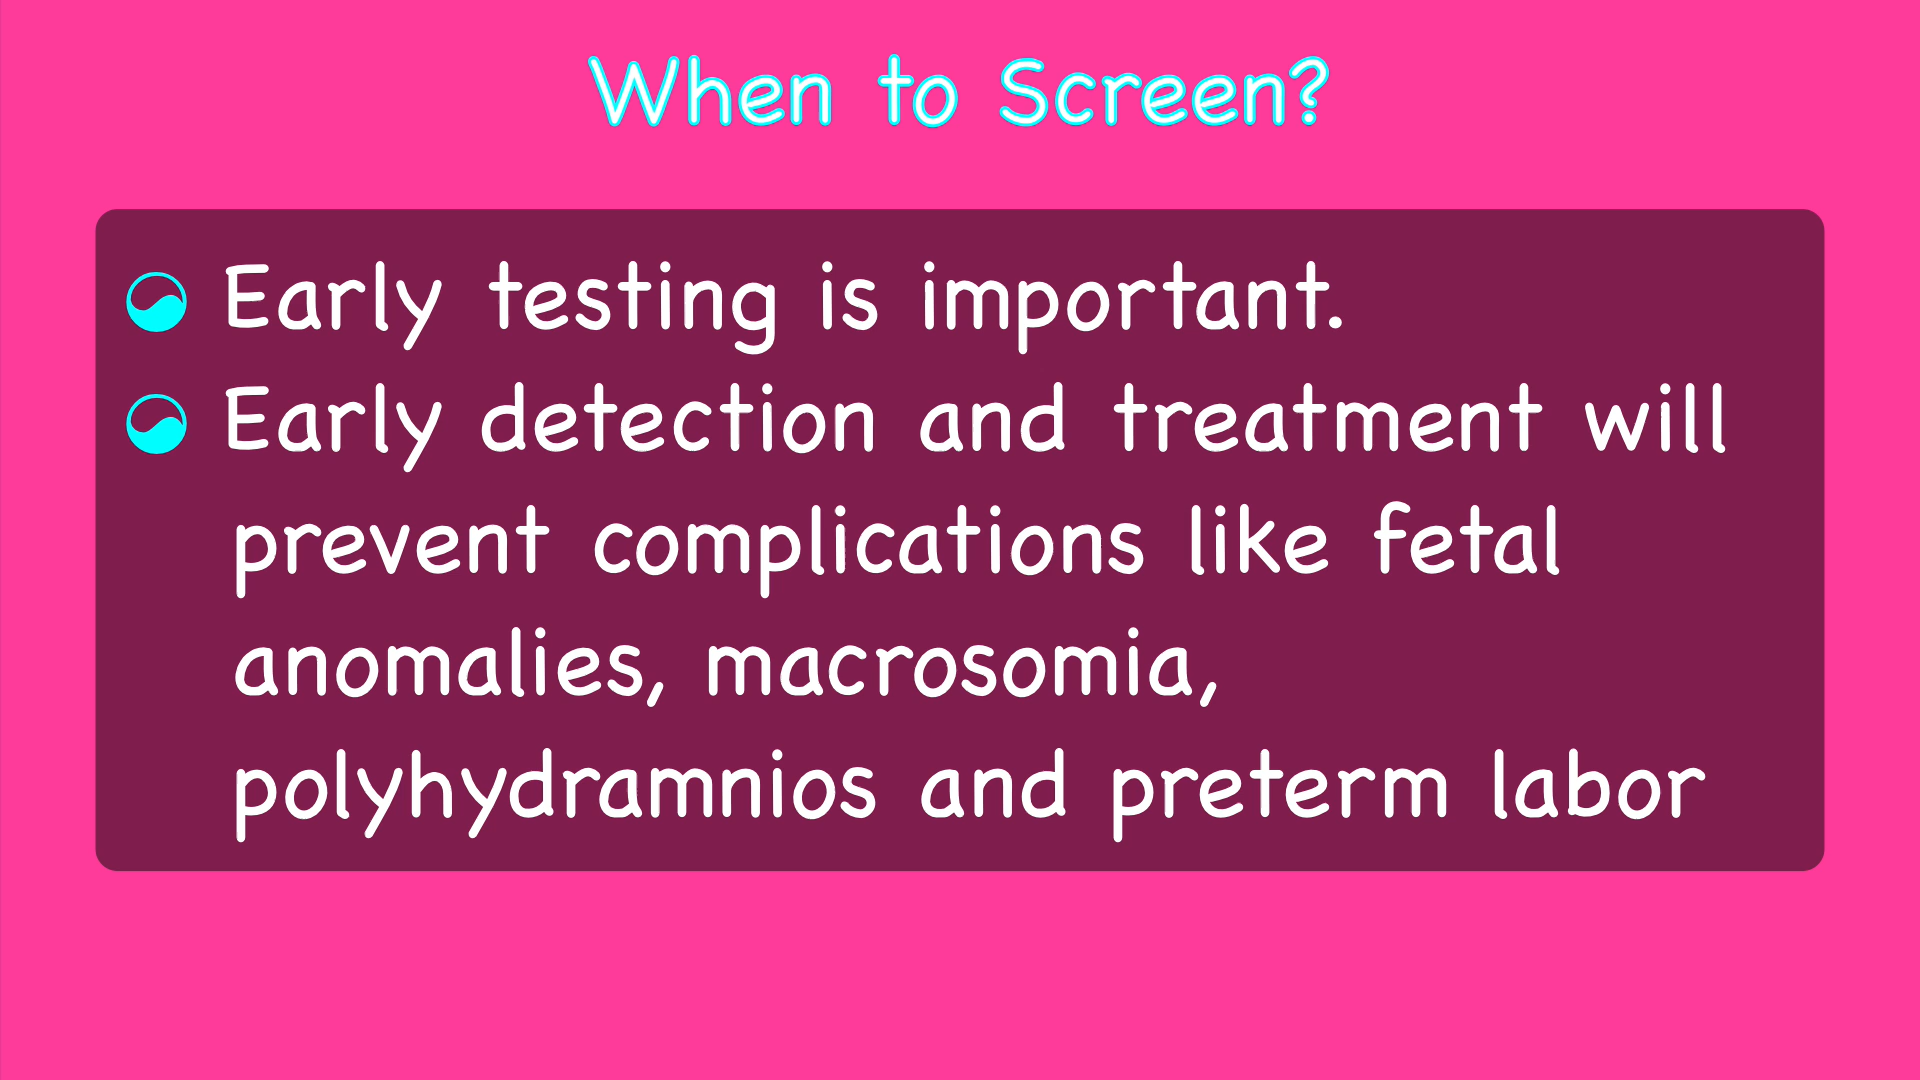 When to Screen?
Early testing is important.
Early detection and treatment will
prevent complications like fetal
anomalies, macrosomia,
polyhydramnios and preterm labor